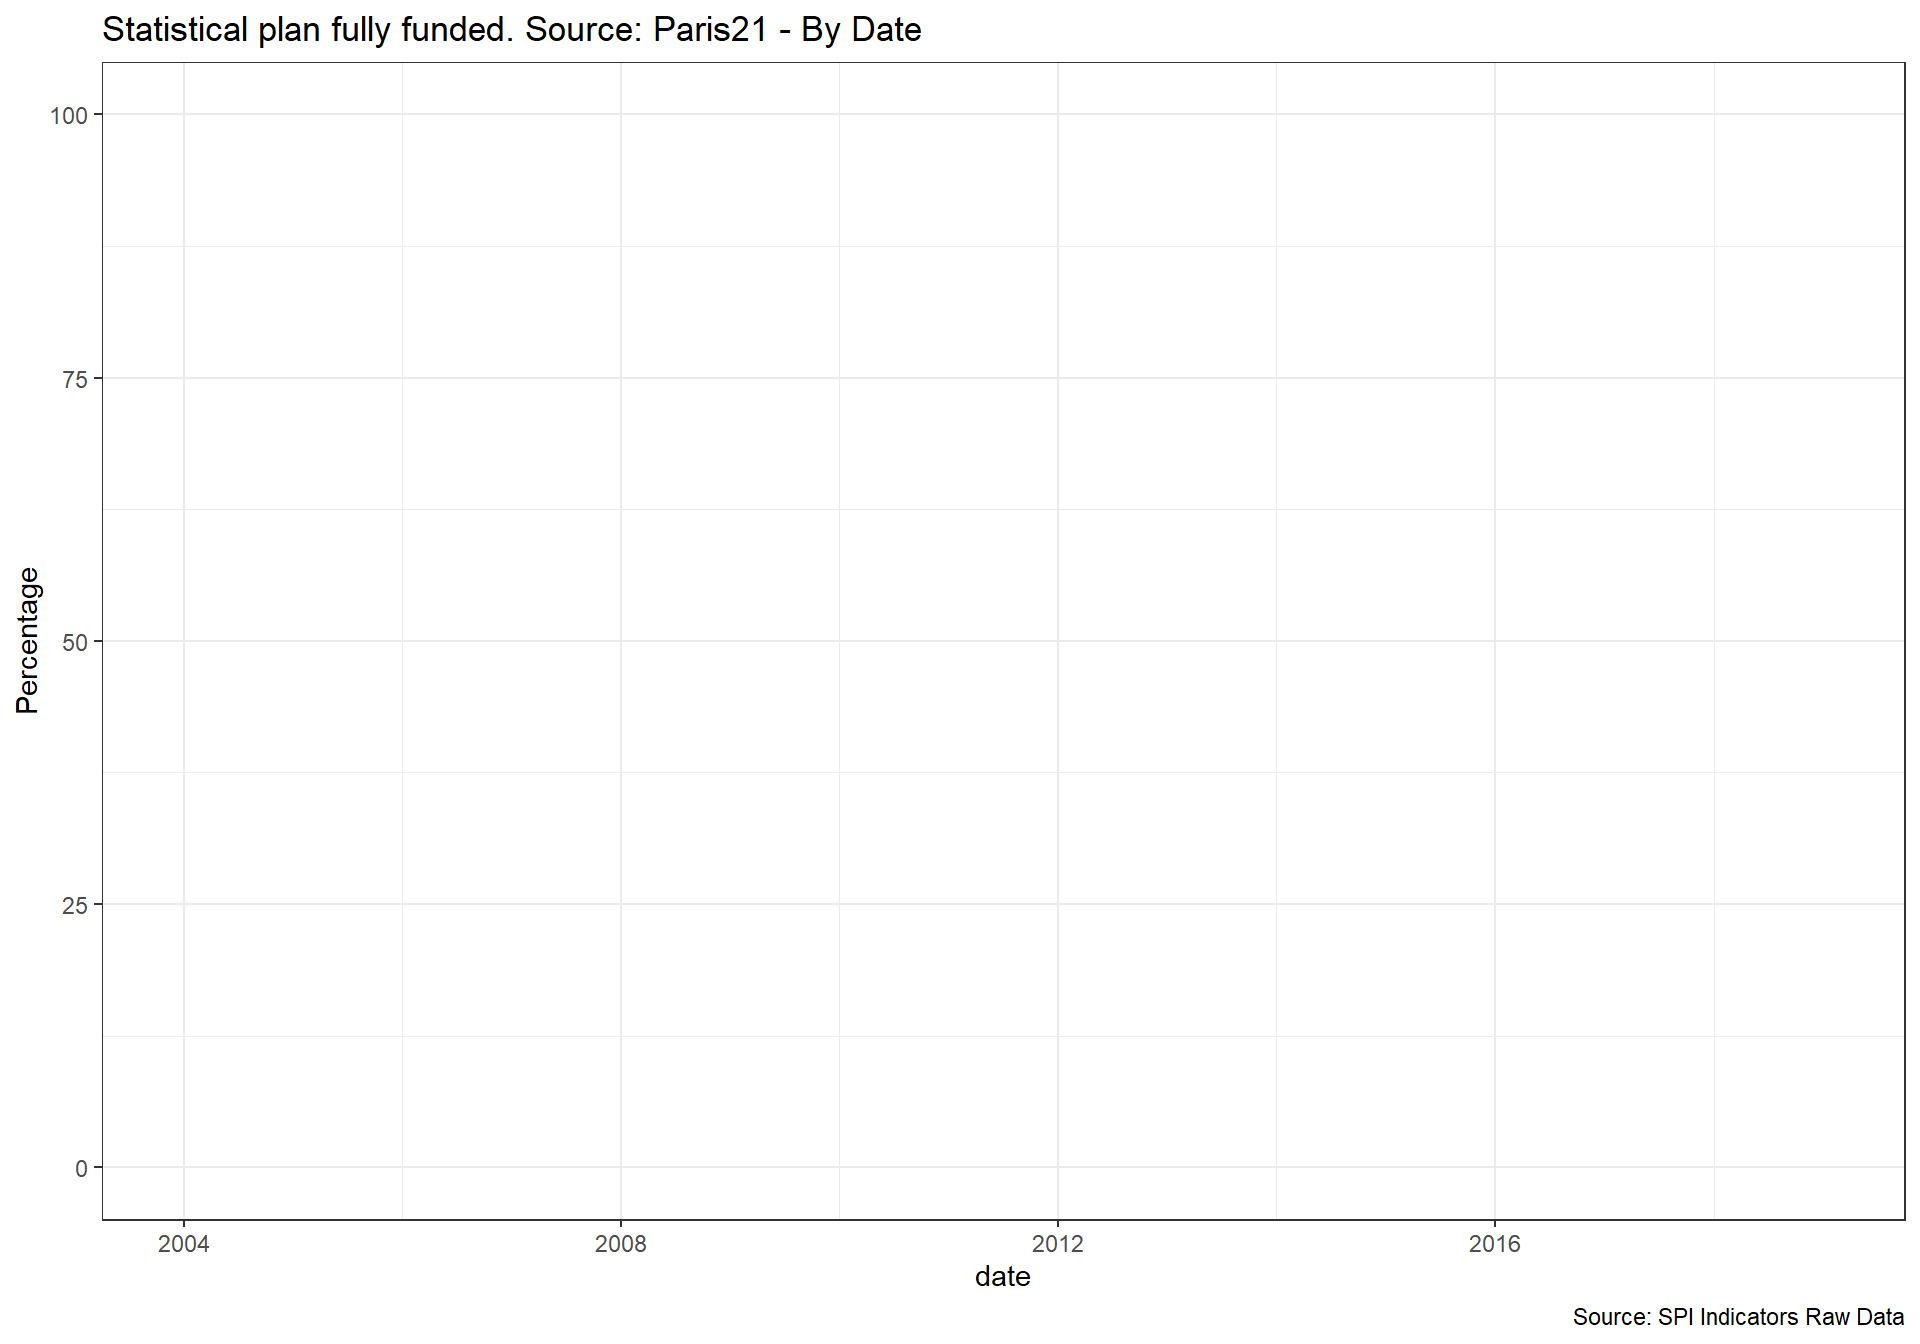 Statistical plan fully funded. Source: Paris21 - By Date
100
75
50
25
0
Percentage
2004 2008 2012 2016
date
Source: SPI Indicators Raw Data